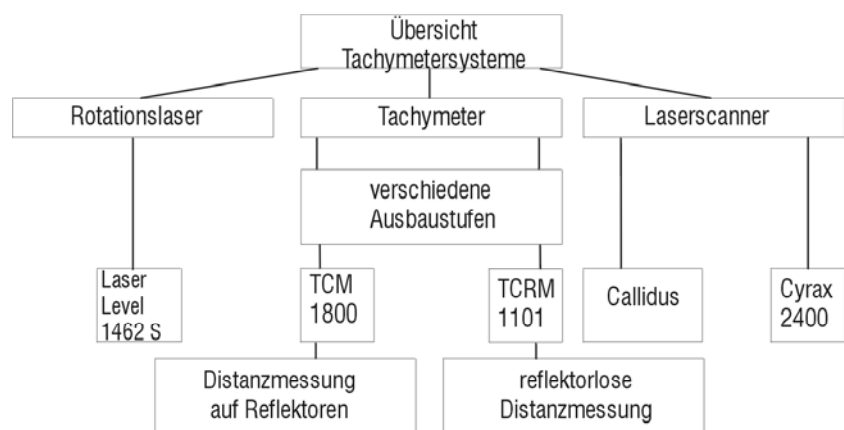 Übersicht
Tachymetersysteme
Rotationslaser
Tachymeter
Laserscanner
verschiedene
Ausbaustufen
Laser
Level
1462 S
TCM
1800
TCRM
1101
Callidus
Cyrax
2400
Distanzmessung
auf Reflektoren
reflektorlose
Distanzmessung